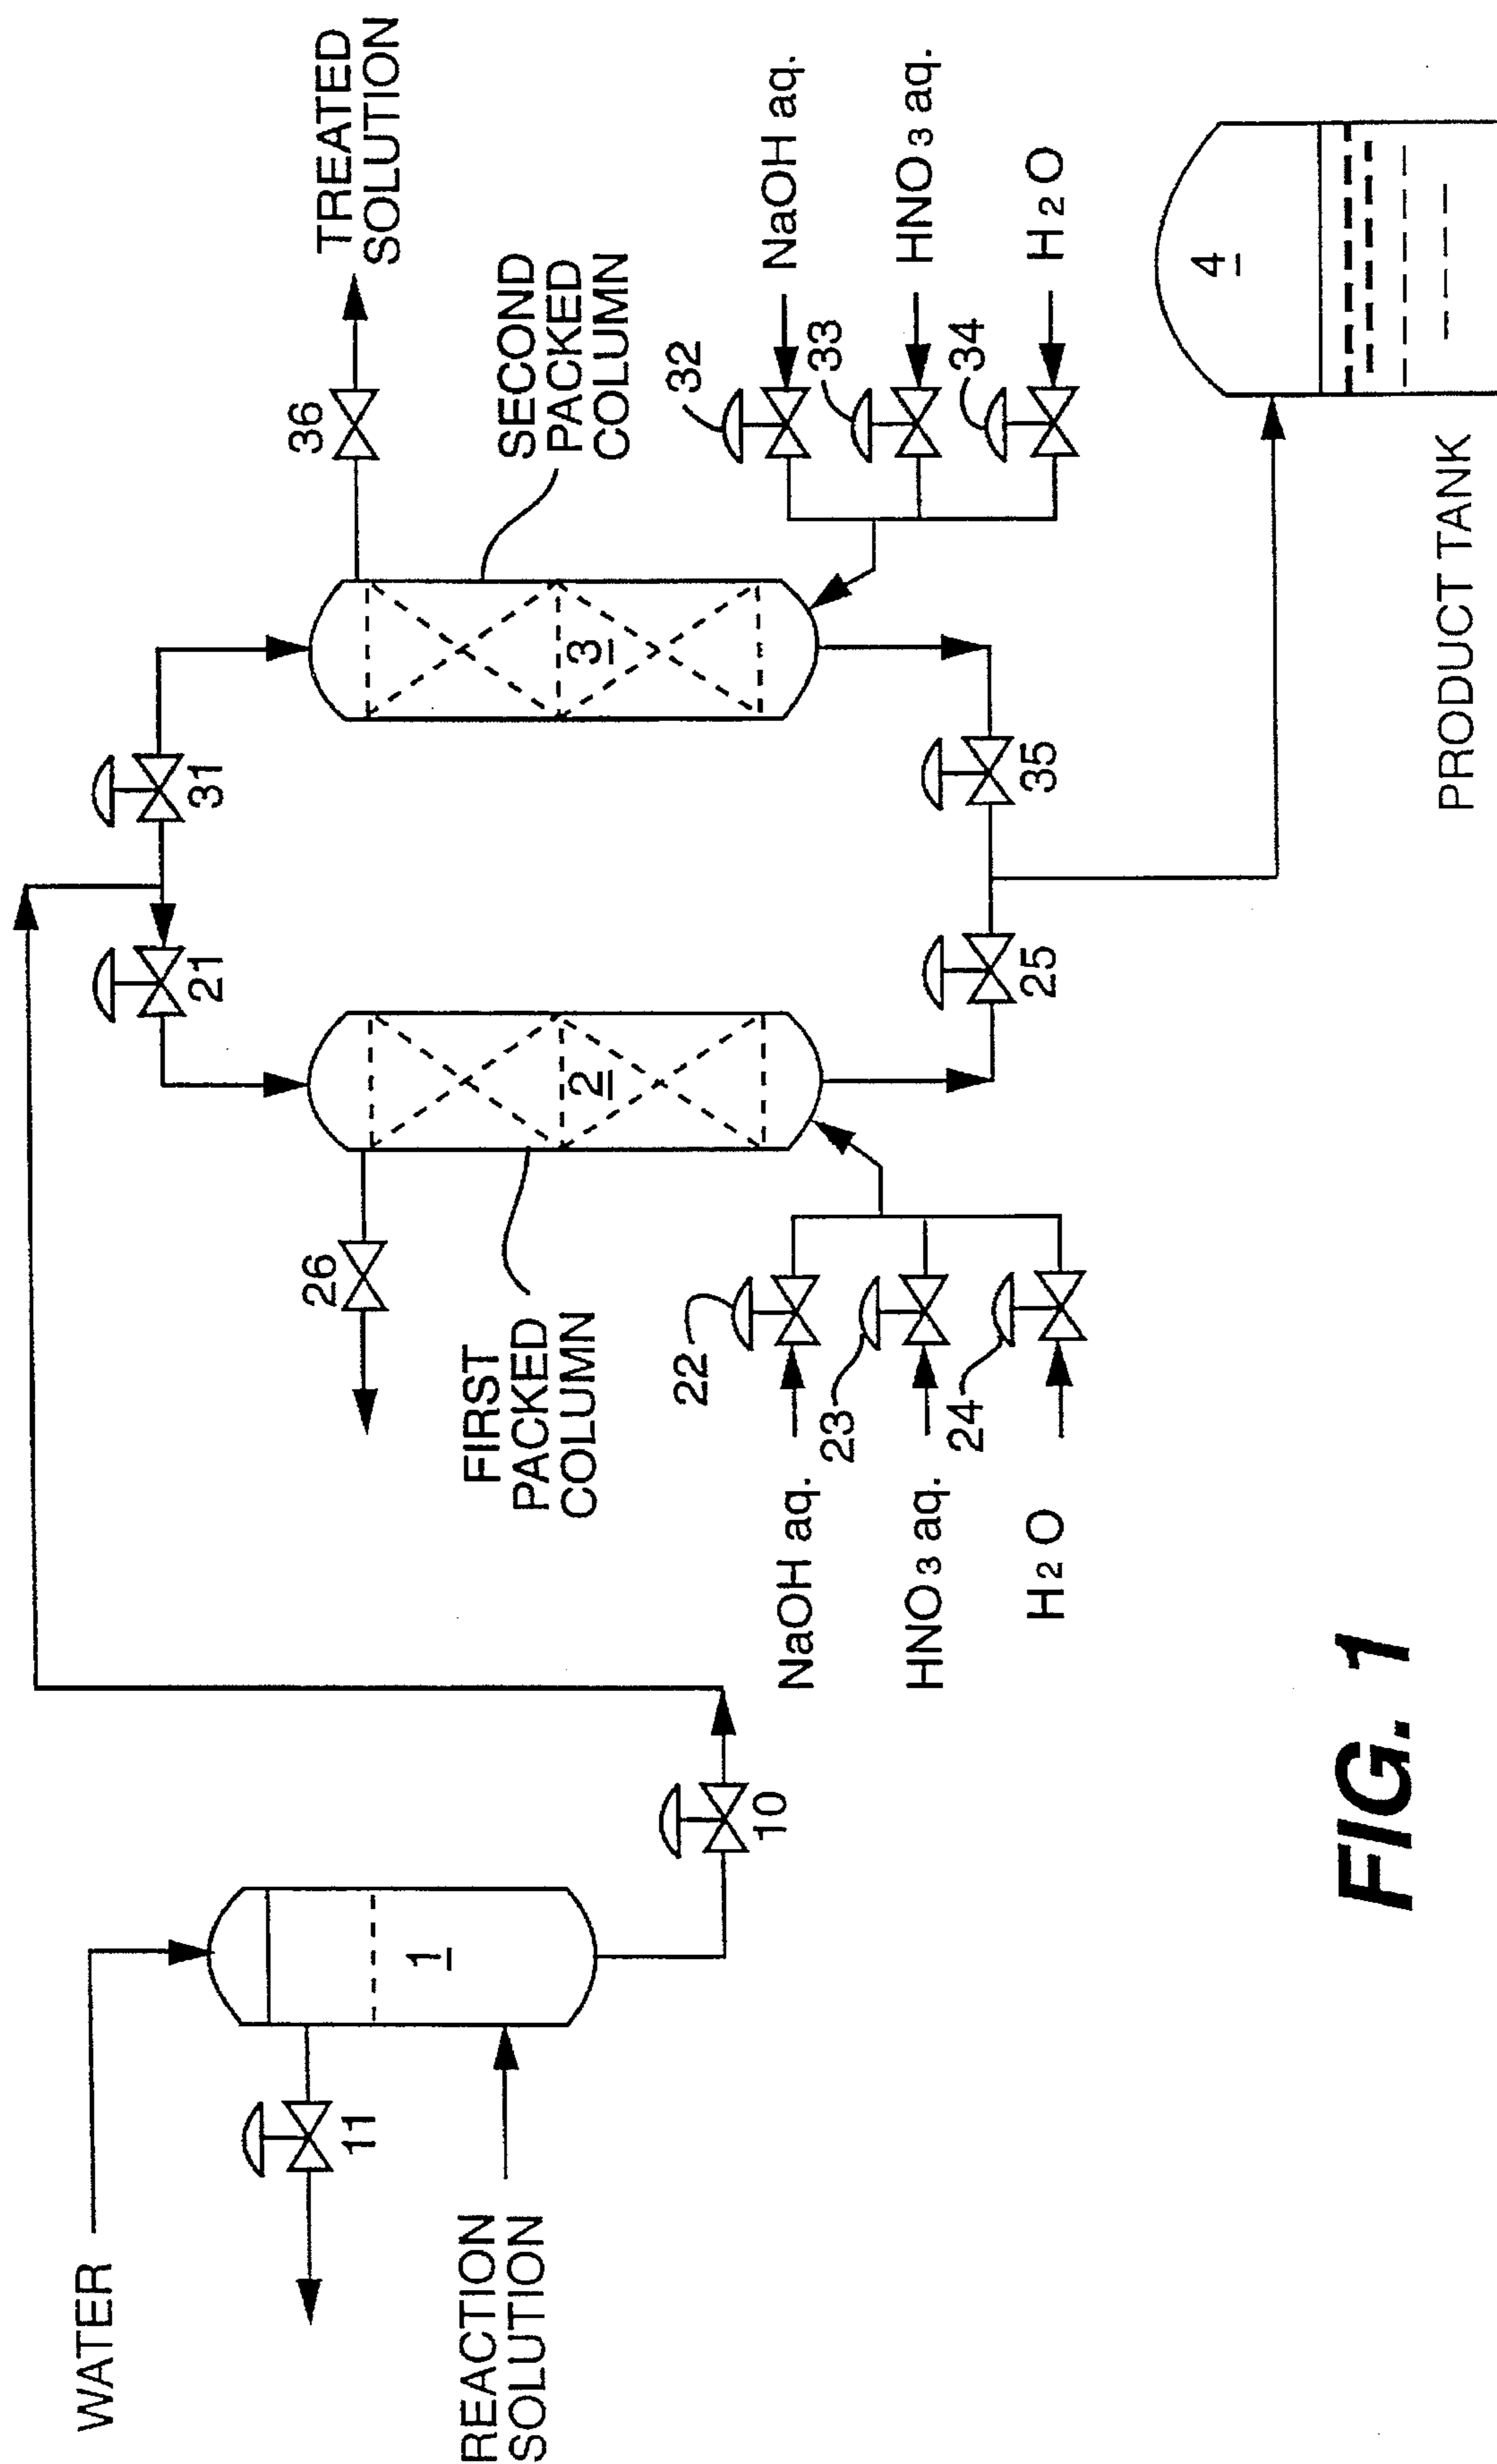 WATER
11
REACTION
SOLUTION
1
10
26
FIRST
PACKED
COLUMN
2
21
31
22
NaOH aq.
23
HNO3 aq.
24
H2O
25
35
3
36
TREATED
SOLUTION
SECOND
PACKED
COLUMN
32
NaOH aq.
33
HNO3 aq.
34
H2O
4
PRODUCT TANK
FIG. 1